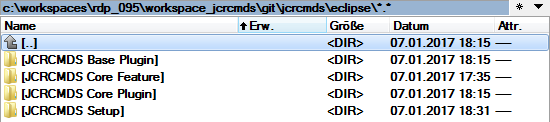 c:\workspaces\rdp_095\workspace_jcrcmds\git\jcrcmds\eclipse\*.*
Name Erw. Größe Datum Attr.
[..] <DIR> 07.01.2017 18:15 —
[JCRCMDS Base Plugin] <DIR> 07.01.2017 18:15 —
[JCRCMDS Core Feature] <DIR> 07.01.2017 17:35 —
[JCRCMDS Core Plugin] <DIR> 07.01.2017 18:15 —
[JCRCMDS Setup] <DIR> 07.01.2017 18:31 —